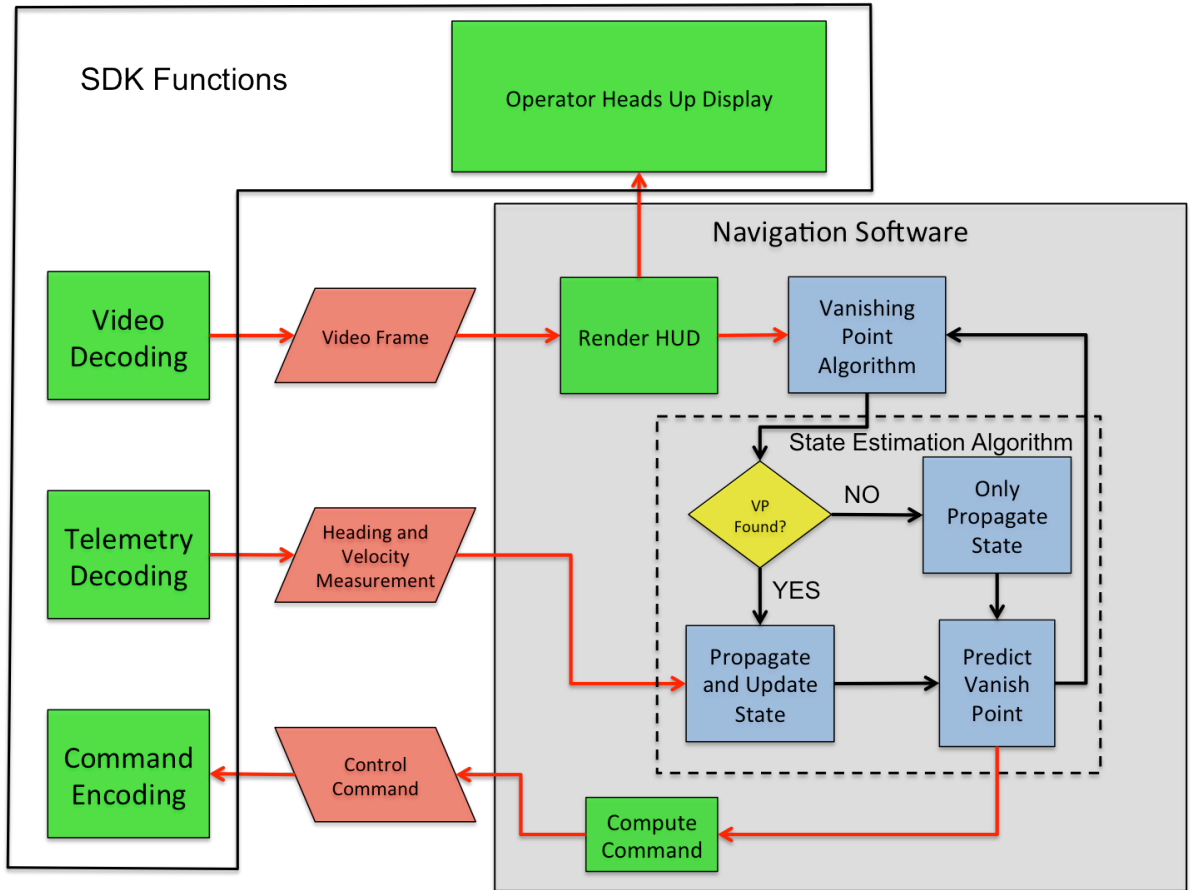 SDK Functions
Operator Heads Up Display
Navigation Software
Video
Decoding
Video Frame
Render HUD
Vanishing
Point
Algorithm
State Estimation Algorithm
VP
Found?
NO
Only
Propagate
State
Telemetry
Decoding
Heading and
Velocity
Measurement
YES
Propagate
and Update
State
Predict
Vanish
Point
Command
Encoding
Control
Command
Compute
Command